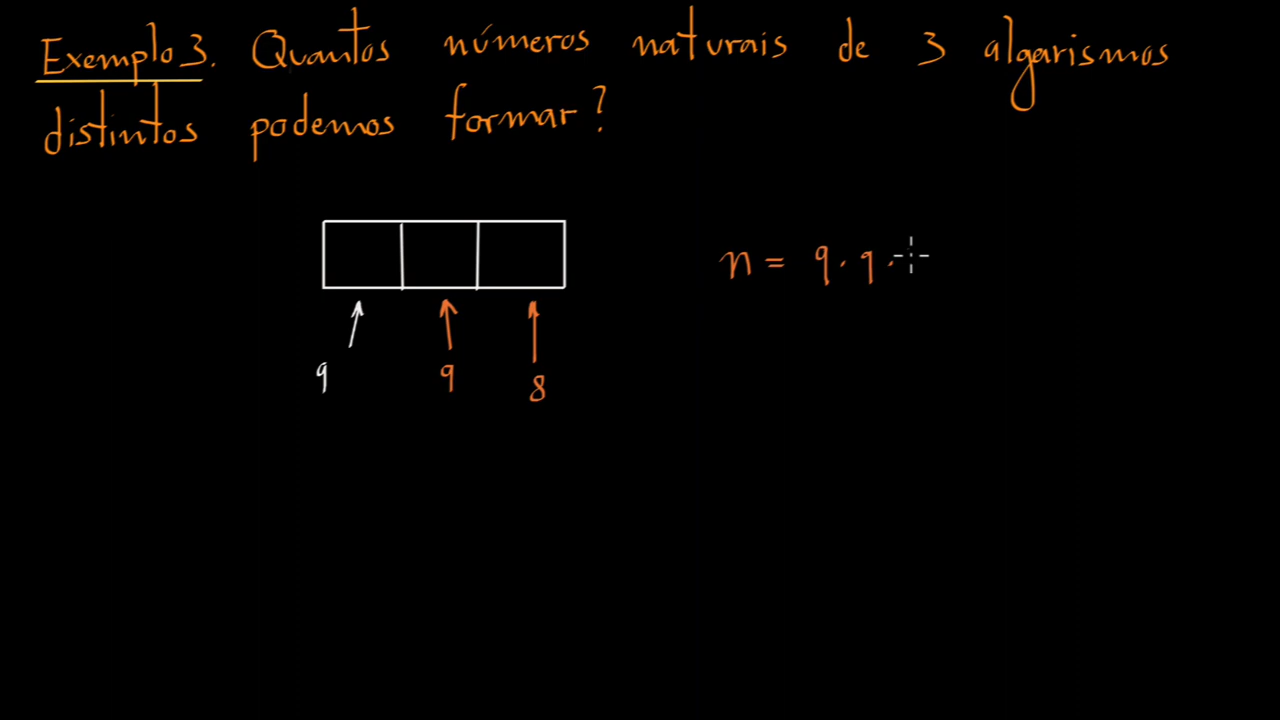 Exemplo 3. Quantos números naturais de 3 algarismos
distintos podemos formar?
n = 9 · 9 ·
9 9 8